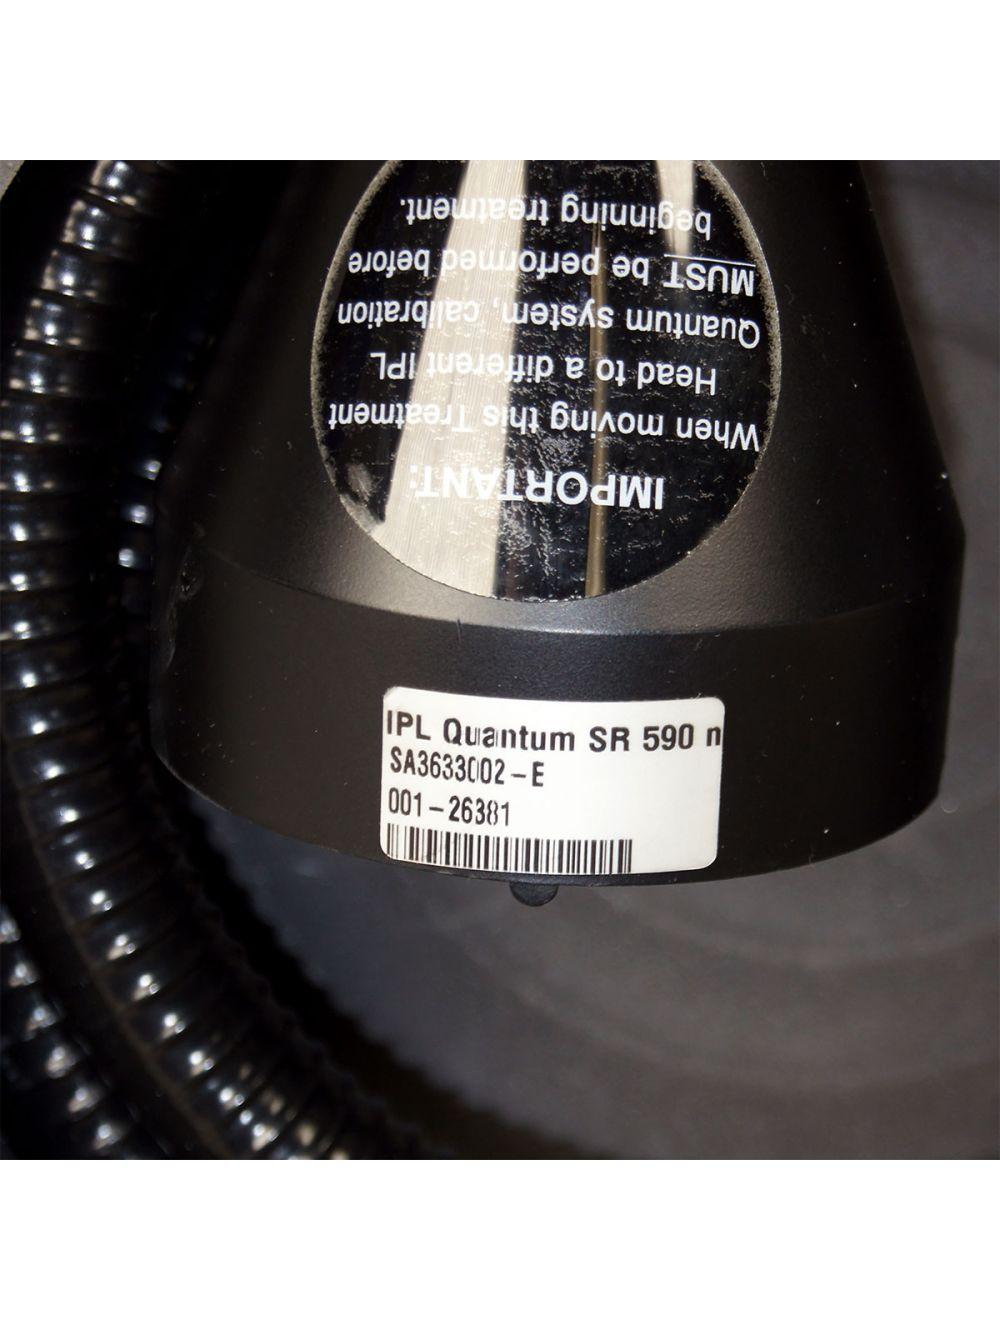 IMPORTANT:
When moving this Treatment
Head to a different IPL
Quantum system, calibration
MUST be performed before
beginning treatment.
IPL Quantum SR 590 n
SA3633002-E
001-26381